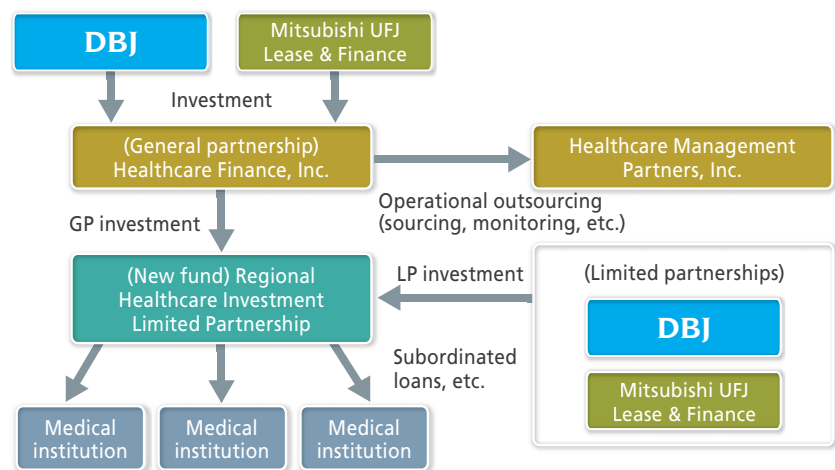 DBJ
Mitsubishi UFJ
Lease & Finance
Investment
(General partnership)
Healthcare Finance, Inc.
Healthcare Management
Partners, Inc.
GP investment
Operational outsourcing
(sourcing, monitoring, etc.)
(New fund) Regional
Healthcare Investment
Limited Partnership
LP investment
(Limited partnerships)
DBJ
Mitsubishi UFJ
Lease & Finance
Subordinated
loans, etc.
Medical
institution
Medical
institution
Medical
institution